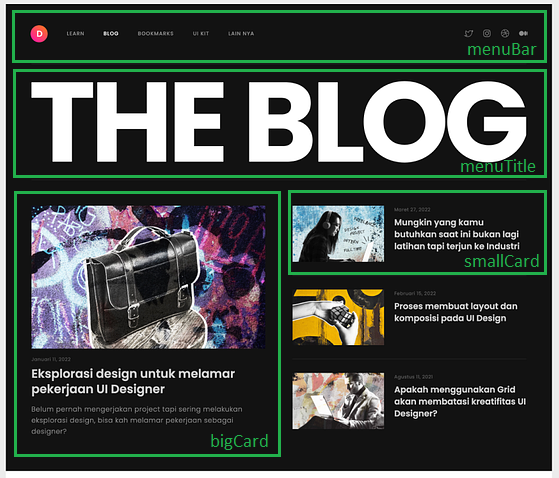 D LEARN BLOG BOOKMARKS UI KIT LAIN NYA
menuBar
THE BLOG
menuTitle
Januari 11, 2022
Eksplorasi design untuk melamar
pekerjaan UI Designer
Belum pernah mengerjakan project tapi sering melakukan
eksplorasi design, bisa kah melamar pekerjaan sebagai
designer?
bigCard
Maret 27, 2022
Mungkin yang kamu
butuhkan saat ini bukan lagi
latihan tapi terjun ke Industri
smallCard
Februari 15, 2022
Proses membuat layout dan
komposisi pada UI Design
Agustus 11, 2021
Apakah menggunakan Grid
akan membatasi kreatifitas UI
Designer?